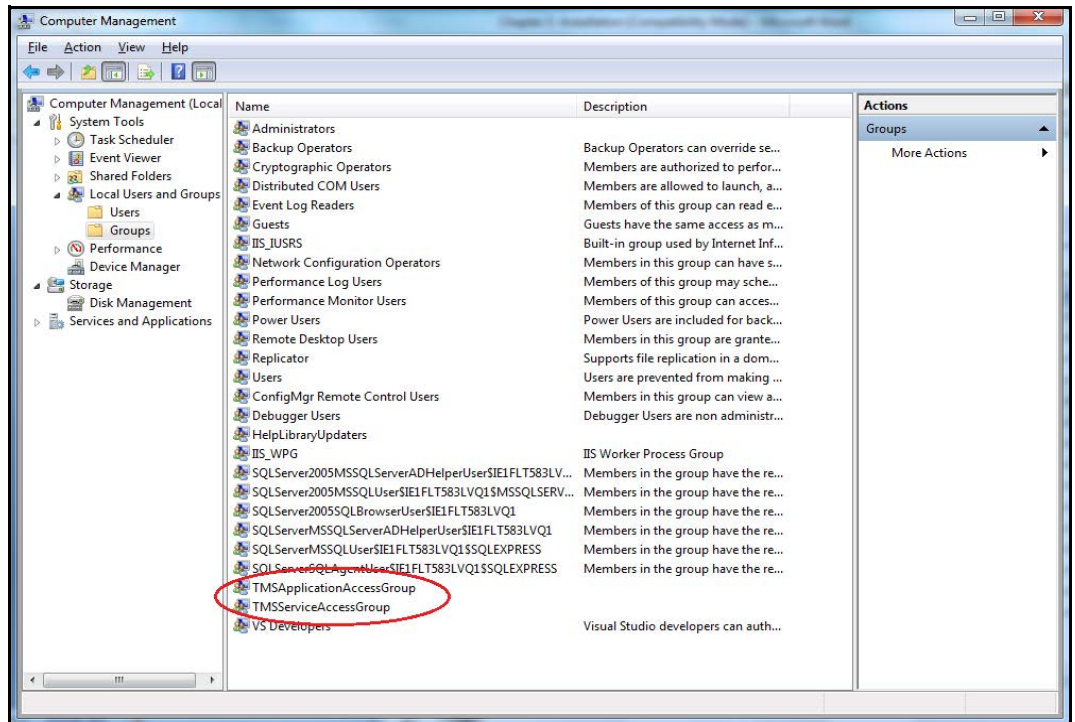 Computer Management
File Action View Help
Computer Management (Local
System Tools
Task Scheduler
Event Viewer
Shared Folders
Local Users and Groups
Users
Groups
Performance
Device Manager
Storage
Disk Management
Services and Applications
Name Description
Administrators
Backup Operators Backup Operators can override se...
Cryptographic Operators Members are authorized to perfor...
Distributed COM Users Members are allowed to launch, a...
Event Log Readers Members of this group can read e...
Guests Guests have the same access as m...
IIS_IUSRS Built-in group used by Internet Inf...
Network Configuration Operators Members in this group can have s...
Performance Log Users Members of this group may sche...
Performance Monitor Users Members of this group can acces...
Power Users Power Users are included for back...
Remote Desktop Users Members in this group are grante...
Replicator Supports file replication in a dom...
Users Users are prevented from making ...
ConfigMgr Remote Control Users Members in this group can view a...
Debugger Users Debugger Users are non administr...
HelpLibraryUpdaters
IIS_WPG IIS Worker Process Group
SQLServer2005MSSQLServerADHelperUser$IE1FLT583LV... Members in the group have the re...
SQLServer2005MSSQLUser$IE1FLT583LVQ1$MSSQLSERV... Members in the group have the re...
SQLServer2005SQLBrowserUser$IE1FLT583LVQ1 Members in the group have the re...
SQLServerMSSQLServerADHelperUser$IE1FLT583LVQ1 Members in the group have the re...
SQLServerMSSQLUser$IE1FLT583LVQ1$SQLEXPRESS Members in the group have the re...
SQLServerSQLAgentUser$IE1FLT583LVQ1$SQLEXPRESS Members in the group have the re...
TMSApplicationAccessGroup
TMSServiceAccessGroup
VS Developers Visual Studio developers can auth...
Actions
Groups
More Actions